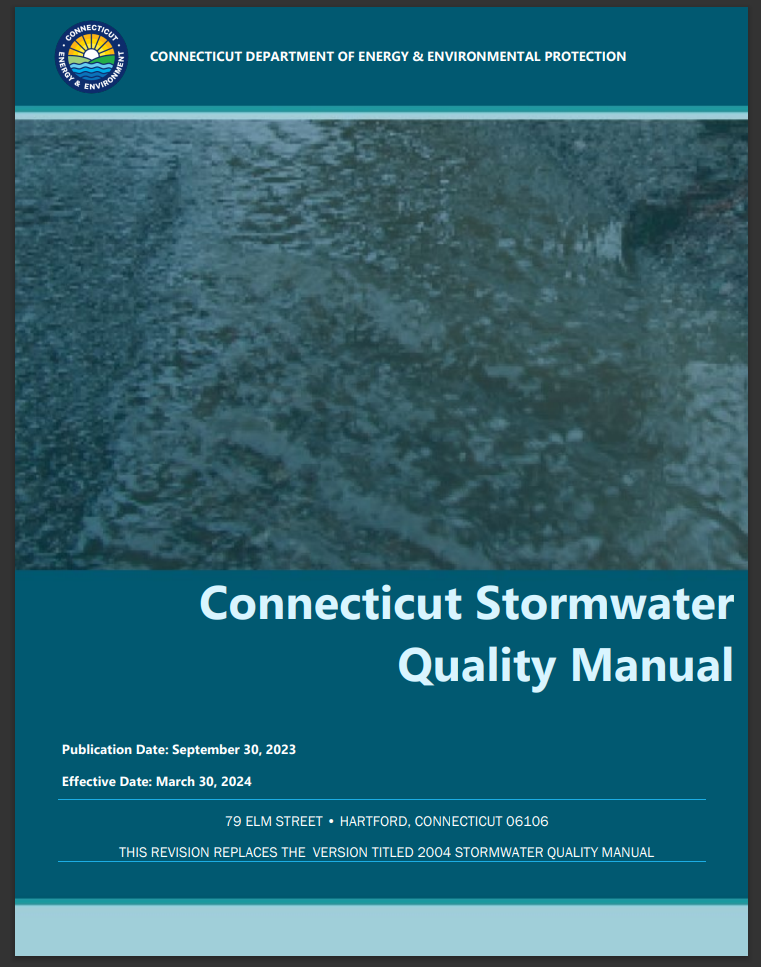 CONNECTICUT
ENERGY & ENVIRONMENT
CONNECTICUT DEPARTMENT OF ENERGY & ENVIRONMENTAL PROTECTION
Connecticut Stormwater
Quality Manual
Publication Date: September 30, 2023
Effective Date: March 30, 2024
79 ELM STREET • HARTFORD, CONNECTICUT 06106
THIS REVISION REPLACES THE  VERSION TITLED 2004 STORMWATER QUALITY MANUAL